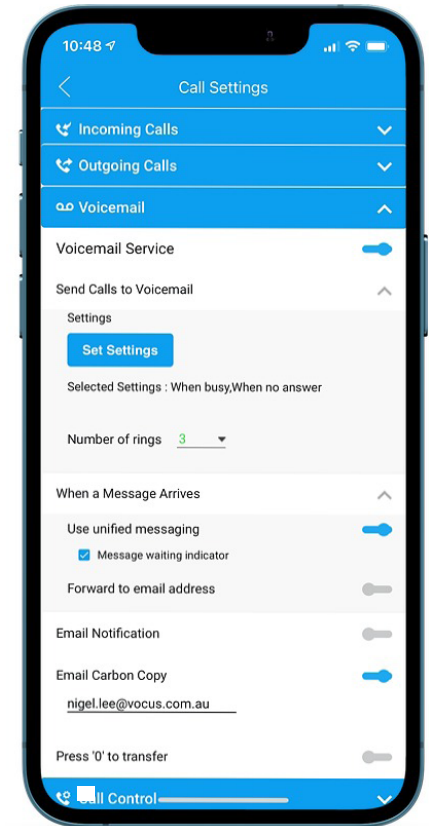 10:48
Call Settings
Incoming Calls
Outgoing Calls
Voicemail
Voicemail Service
Send Calls to Voicemail
Settings
Set Settings
Selected Settings : When busy,When no answer
Number of rings 3
When a Message Arrives
Use unified messaging
Message waiting indicator
Forward to email address
Email Notification
Email Carbon Copy
nigel.lee@vocus.com.au
Press '0' to transfer
Call Control